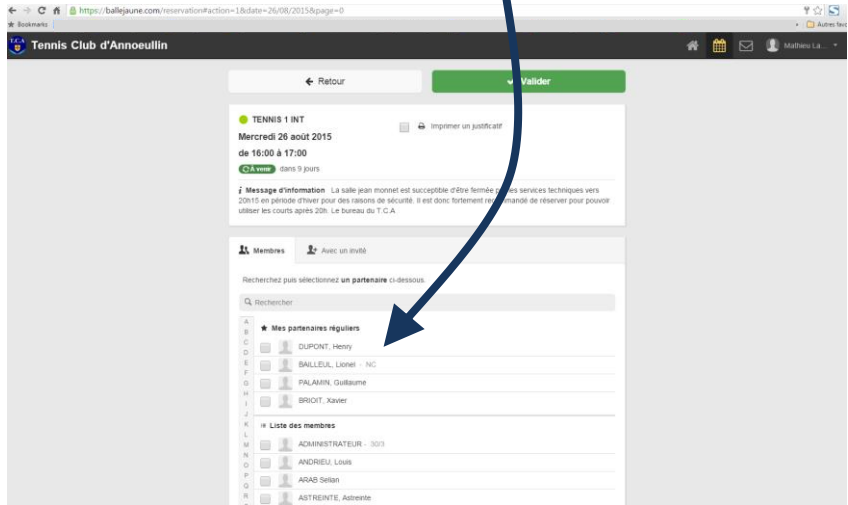 https://ballejaune.com/reservation#action=1&date=26/08/2015&page=0
Bookmarks
Autres favo
T.C.A
Tennis Club d'Annoeullin
Mathieu La...
Retour
Valider
TENNIS 1 INT
Imprimer un justificatif
Mercredi 26 août 2015
de 16:00 à 17:00
À venir dans 9 jours
i Message d'information La salle jean monnet est succeptible d'être fermée les services techniques vers
20h15 en période d'hiver pour des raisons de sécurité. Il est donc fortement recommandé de réserver pour pouvoir
utiliser les courts après 20h. Le bureau du T.C.A
Membres
Avec un invité
Recherchez puis sélectionnez un partenaire ci-dessous.
Rechercher
A
B
C
D
E
F
G
H
I
J
K
L
M
N
O
P
Q
R
Mes partenaires réguliers
DUPONT, Henry
BAILLEUL, Lionel - NC
PALAMIN, Guillaume
BRIOIT, Xavier
Liste des membres
ADMINISTRATEUR - 30/3
ANDRIEU, Louis
ARAB Selian
ASTREINTE, Astreinte